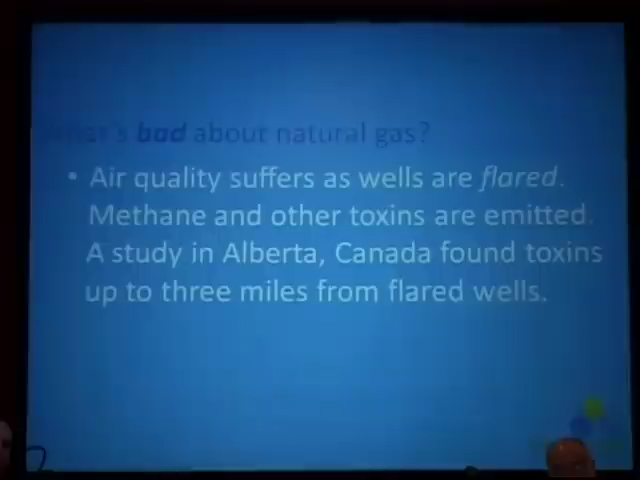 What's bad about natural gas?
• Air quality suffers as wells are flared.
Methane and other toxins are emitted.
A study in Alberta, Canada found toxins
up to three miles from flared wells.